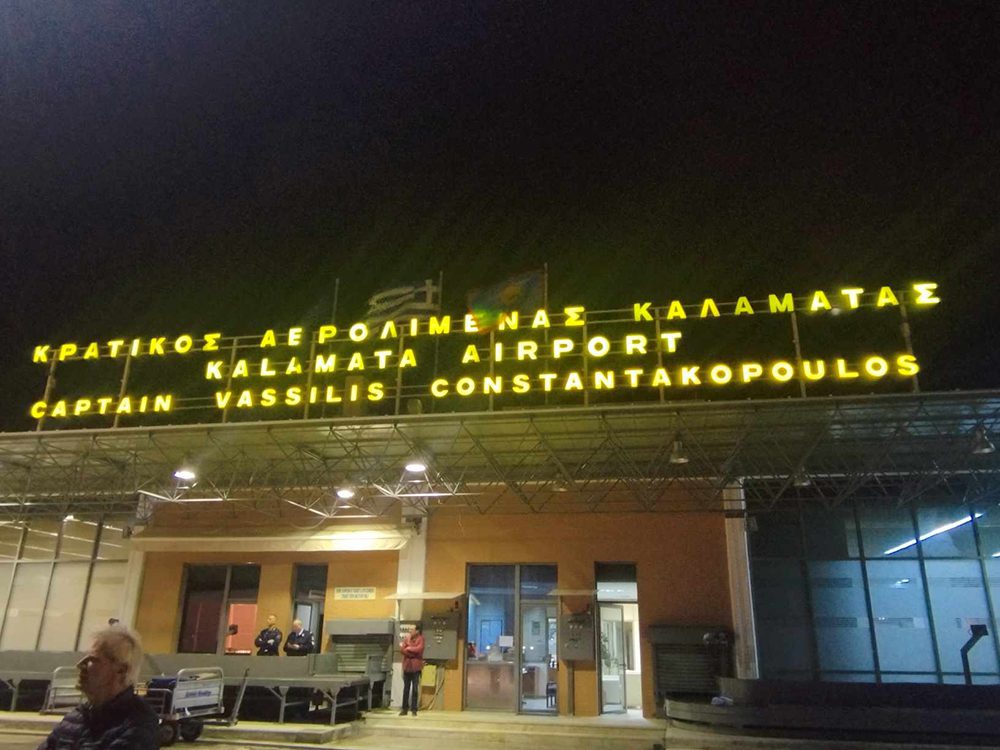 ΚΡΑΤΙΚΟΣ ΑΕΡΟΛΙΜΕΝΑΣ ΚΑΛΑΜΑΤΑΣ
KALAMATA AIRPORT
CAPTAIN VASSILIS CONSTANTAKOPOULOS